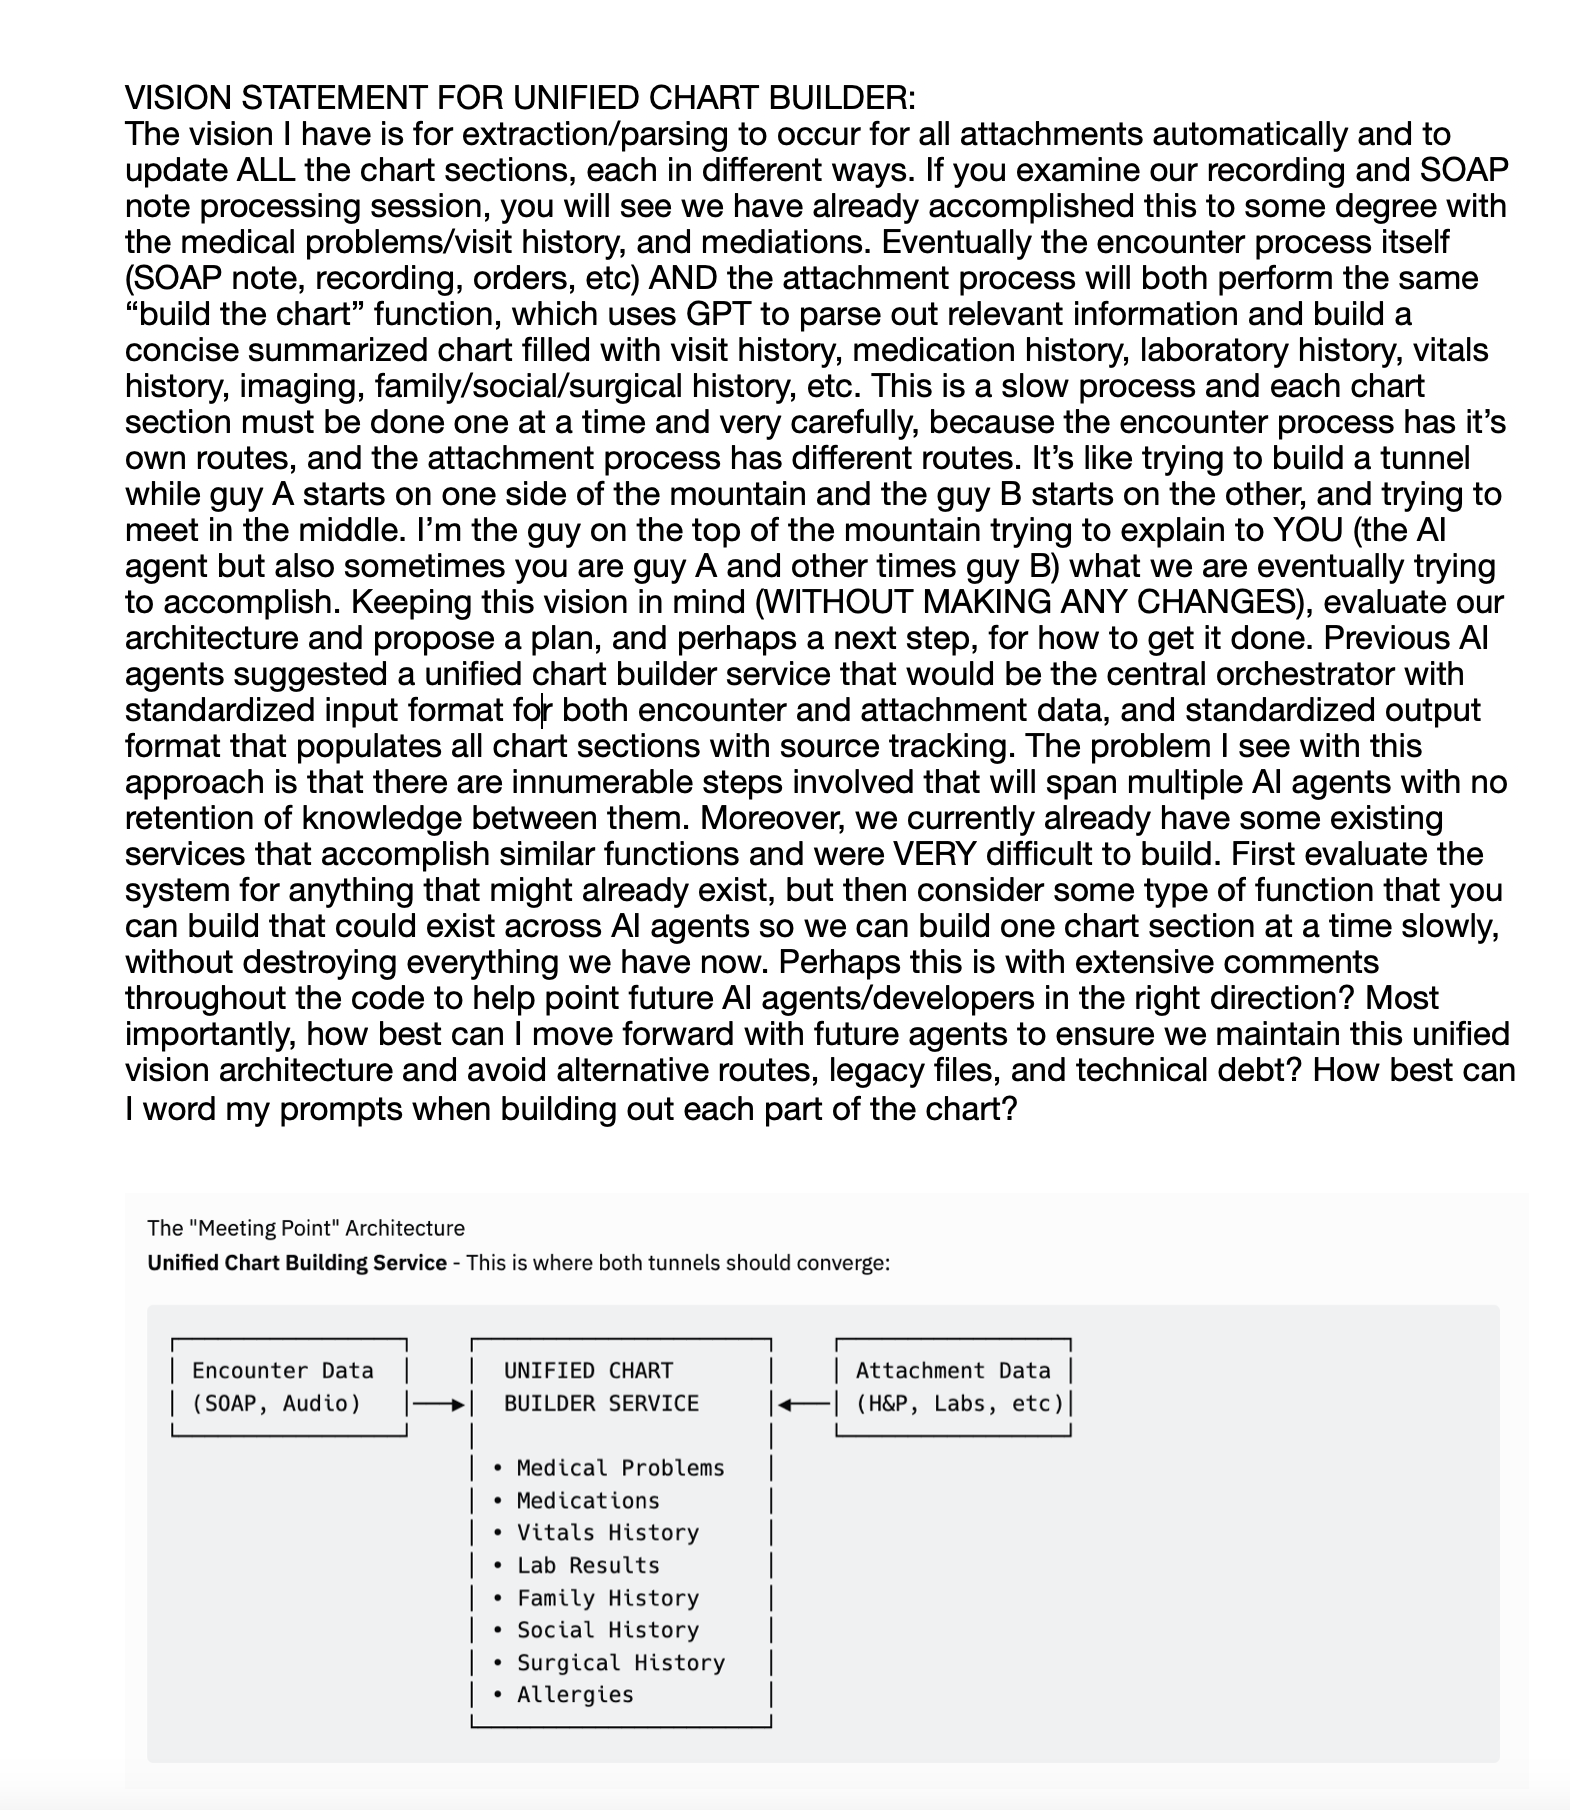 VISION STATEMENT FOR UNIFIED CHART BUILDER:
The vision I have is for extraction/parsing to occur for all attachments automatically and to
update ALL the chart sections, each in different ways. If you examine our recording and SOAP
note processing session, you will see we have already accomplished this to some degree with
the medical problems/visit history, and mediations. Eventually the encounter process itself
(SOAP note, recording, orders, etc) AND the attachment process will both perform the same
“build the chart” function, which uses GPT to parse out relevant information and build a
concise summarized chart filled with visit history, medication history, laboratory history, vitals
history, imaging, family/social/surgical history, etc. This is a slow process and each chart
section must be done one at a time and very carefully, because the encounter process has it’s
own routes, and the attachment process has different routes. It’s like trying to build a tunnel
while guy A starts on one side of the mountain and the guy B starts on the other, and trying to
meet in the middle. I’m the guy on the top of the mountain trying to explain to YOU (the AI
agent but also sometimes you are guy A and other times guy B) what we are eventually trying
to accomplish. Keeping this vision in mind (WITHOUT MAKING ANY CHANGES), evaluate our
architecture and propose a plan, and perhaps a next step, for how to get it done. Previous AI
agents suggested a unified chart builder service that would be the central orchestrator with
standardized input format for both encounter and attachment data, and standardized output
format that populates all chart sections with source tracking. The problem I see with this
approach is that there are innumerable steps involved that will span multiple AI agents with no
retention of knowledge between them. Moreover, we currently already have some existing
services that accomplish similar functions and were VERY difficult to build. First evaluate the
system for anything that might already exist, but then consider some type of function that you
can build that could exist across AI agents so we can build one chart section at a time slowly,
without destroying everything we have now. Perhaps this is with extensive comments
throughout the code to help point future AI agents/developers in the right direction? Most
importantly, how best can I move forward with future agents to ensure we maintain this unified
vision architecture and avoid alternative routes, legacy files, and technical debt? How best can
I word my prompts when building out each part of the chart?
The "Meeting Point" Architecture
Unified Chart Building Service - This is where both tunnels should converge:
Encounter Data
(SOAP, Audio)
UNIFIED CHART
BUILDER SERVICE
• Medical Problems
• Medications
• Vitals History
• Lab Results
• Family History
• Social History
• Surgical History
• Allergies
Attachment Data
(H&P, Labs, etc)